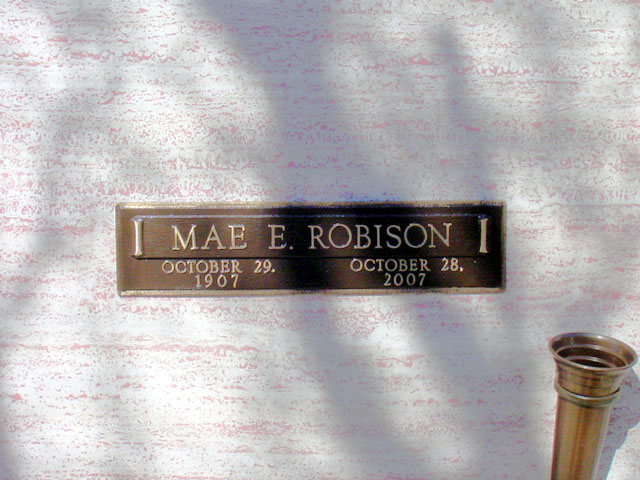 MAE E. ROBISON
OCTOBER 29. OCTOBER 28,
1907 2007